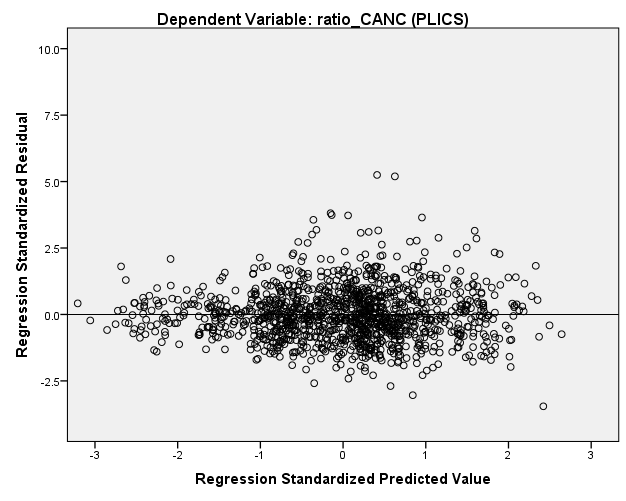 Dependent Variable: ratio_CANC (PLICS)
10.0
7.5
5.0
2.5
0.0
-2.5
Regression Standardized Residual
-3 -2 -1 0 1 2 3
Regression Standardized Predicted Value